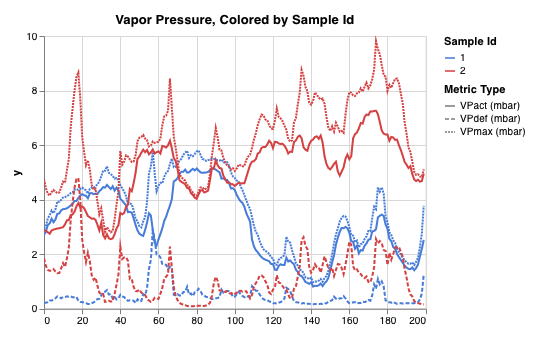 Vapor Pressure, Colored by Sample Id
10
8
6
4
2
0
y
0 20 40 60 80 100 120 140 160 180 200
Sample Id
1
2
Metric Type
VPact (mbar)
VPdef (mbar)
VPmax (mbar)